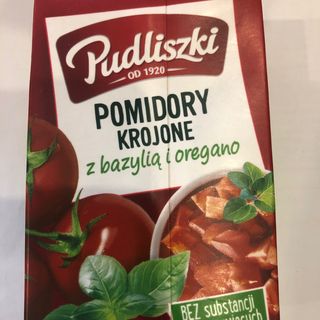 Pudliszki
OD 1920
POMIDORY
KROJONE
z bazylią i oregano
BEZ substancji